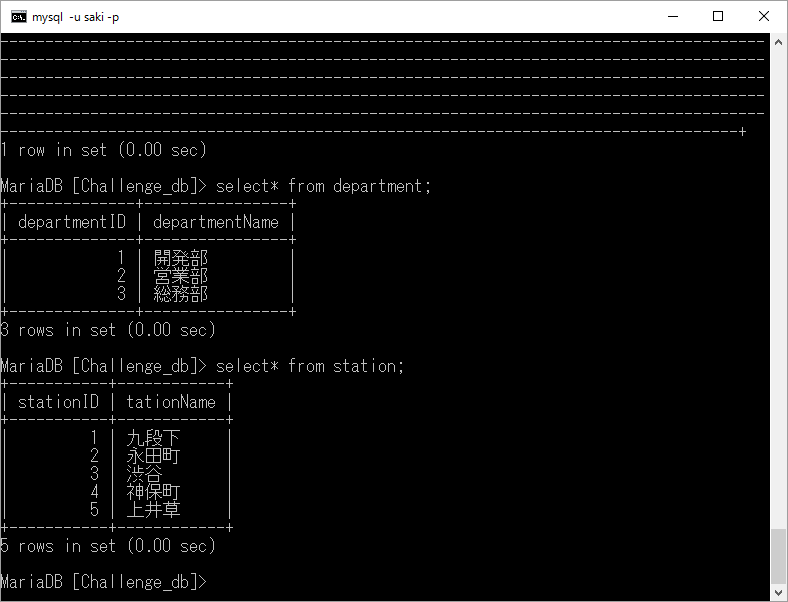 mysql -u saki -p
--------------------------------------------------------------------------------------
--------------------------------------------------------------------------------------
--------------------------------------------------------------------------------------
--------------------------------------------------------------------------------------
--------------------------------------------------------------------------------------
----------------------------------------------------------------------------------+
1 row in set (0.00 sec)
MariaDB [Challenge_db]> select* from department;
+--------------+----------------+
| departmentID | departmentName |
+--------------+----------------+
| 1 | 開発部 |
| 2 | 営業部 |
| 3 | 総務部 |
+--------------+----------------+
3 rows in set (0.00 sec)
MariaDB [Challenge_db]> select* from station;
+-----------+------------+
| stationID | tationName |
+-----------+------------+
| 1 | 九段下 |
| 2 | 永田町 |
| 3 | 渋谷 |
| 4 | 神保町 |
| 5 | 上井草 |
+-----------+------------+
5 rows in set (0.00 sec)
MariaDB [Challenge_db]>